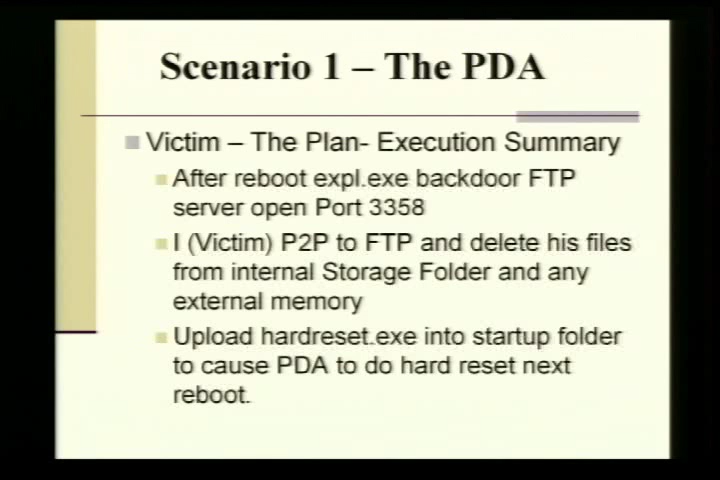 Scenario 1 – The PDA
Victim – The Plan- Execution Summary
After reboot expl.exe backdoor FTP
server open Port 3358
I (Victim) P2P to FTP and delete his files
from internal Storage Folder and any
external memory
Upload hardreset.exe into startup folder
to cause PDA to do hard reset next
reboot.